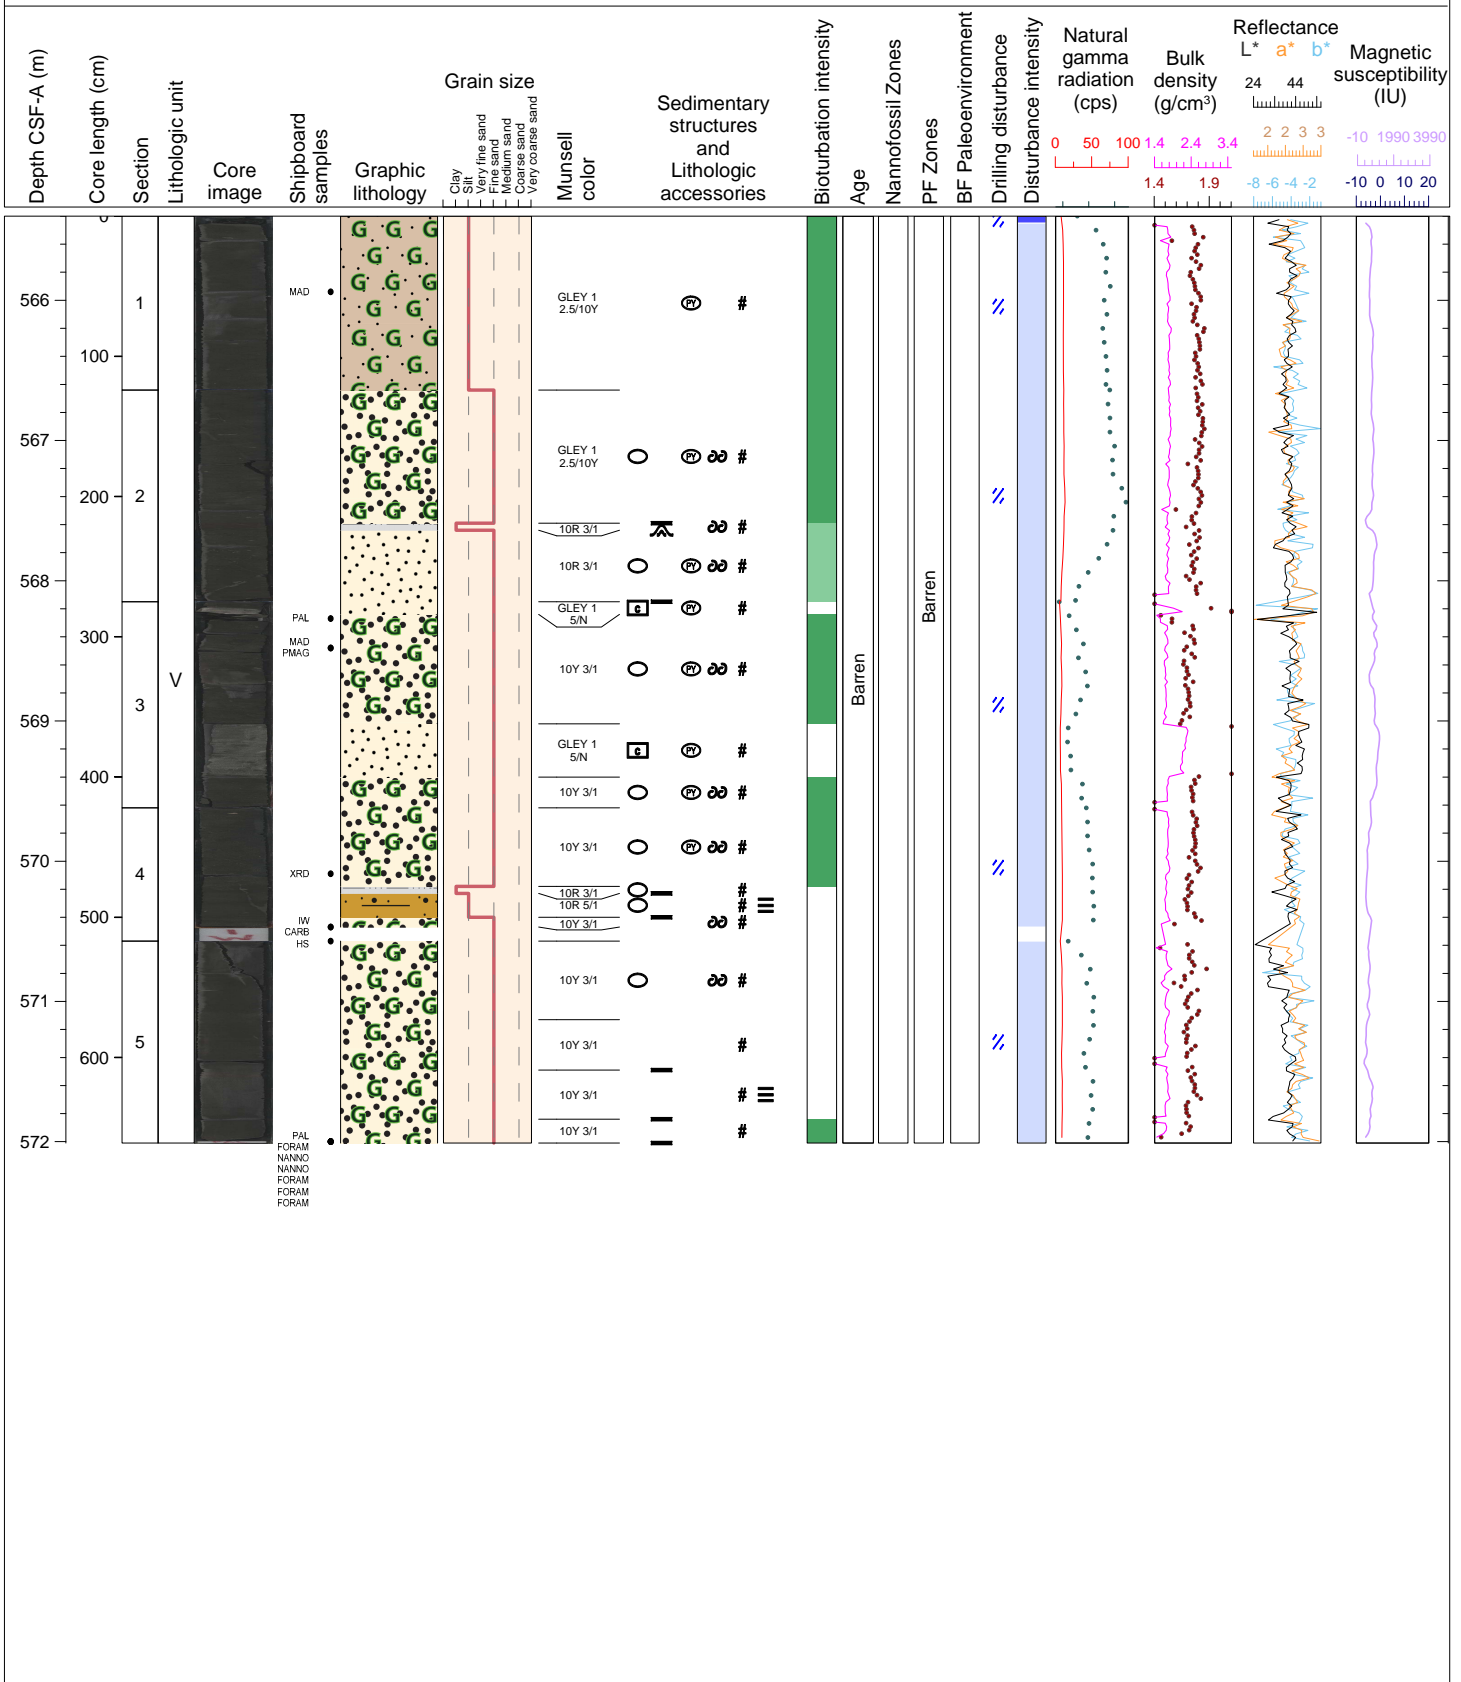 Depth CSF-A (m)
Core length (cm)
Section
Lithologic unit
Core
image
Shipboard
samples
Graphic
lithology
Grain size
Clay
Silt
Very fine sand
Fine sand
Medium sand
Coarse sand
Very coarse sand
Munsell
color
Sedimentary
structures
and
Lithologic
accessories
Bioturbation intensity
Age
Nannofossil Zones
PF Zones
BF Paleoenvironment
Drilling disturbance
Disturbance intensity
Natural
gamma
radiation
(cps)
0 50 100
Bulk
density
(g/cm³)
1.4 2.4 3.4
1.4 1.9
Reflectance
L* a* b*
24 44
2 2 3 3
-8 -6 -4 -2
Magnetic
susceptibility
(IU)
-10 1990 3990
-10 0 10 20
566
567
568
569
570
571
572
0
100
200
300
400
500
600
1
2
3
4
5
V
MAD
PAL
MAD
PMAG
XRD
IW
CARB
HS
PAL
FORAM
NANNO
NANNO
FORAM
FORAM
FORAM
G G G
G G
G G G
G G
G G G
G G
G G G
G G G
G G
G G G
G G
G G G
G G G
G G
G G G
G G
G G G
G G
G G G
G G
G G G
G G G
G G
G G G
G G
G G G
G G
G G G
G G
GLEY 1
2.5/10Y
PY #
GLEY 1
2.5/10Y
PY #
10R 3/1
#
10R 3/1
PY #
GLEY 1
5/N
c PY #
10Y 3/1
PY #
GLEY 1
5/N
c PY #
10Y 3/1
PY #
10Y 3/1
PY #
10R 3/1
#
10R 5/1
#
10Y 3/1
#
10Y 3/1
#
10Y 3/1
#
10Y 3/1
#
10Y 3/1
#
Barren
Barren